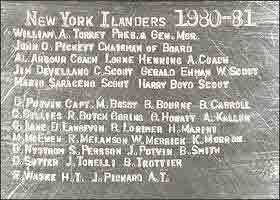 NEW YORK ILANDERS 1980-81
WILLIAM A. TORREY PRES. & GEN. MGR.
JOHN O. PICKETT CHAIRMAN OF BOARD
AL ARBOUR COACH LORNE HENNING A. COACH
JIM DEVELLANO C. SCOUT GERALD EHMAN W. SCOUT
MARIO SARACENO SCOUT HARRY BOYD SCOUT
D. POTVIN CAPT. M. BOSSY B. BOURNE B. CARROLL
C. GILLIES R. BUTCH GORING B. HOWATT A. KALLUR
G. LANE D. LANGEVIN R. LORIMER H. MARINI
M. MCEWEN R. MELANSON W. MERRICK K. MORROW
B. NYSTROM S. PERSSON J. POTVIN B. SMITH
D. SUTTER J. TONELLI B. TROTTIER
R. WASKE H.T. J. PICKARD A.T.